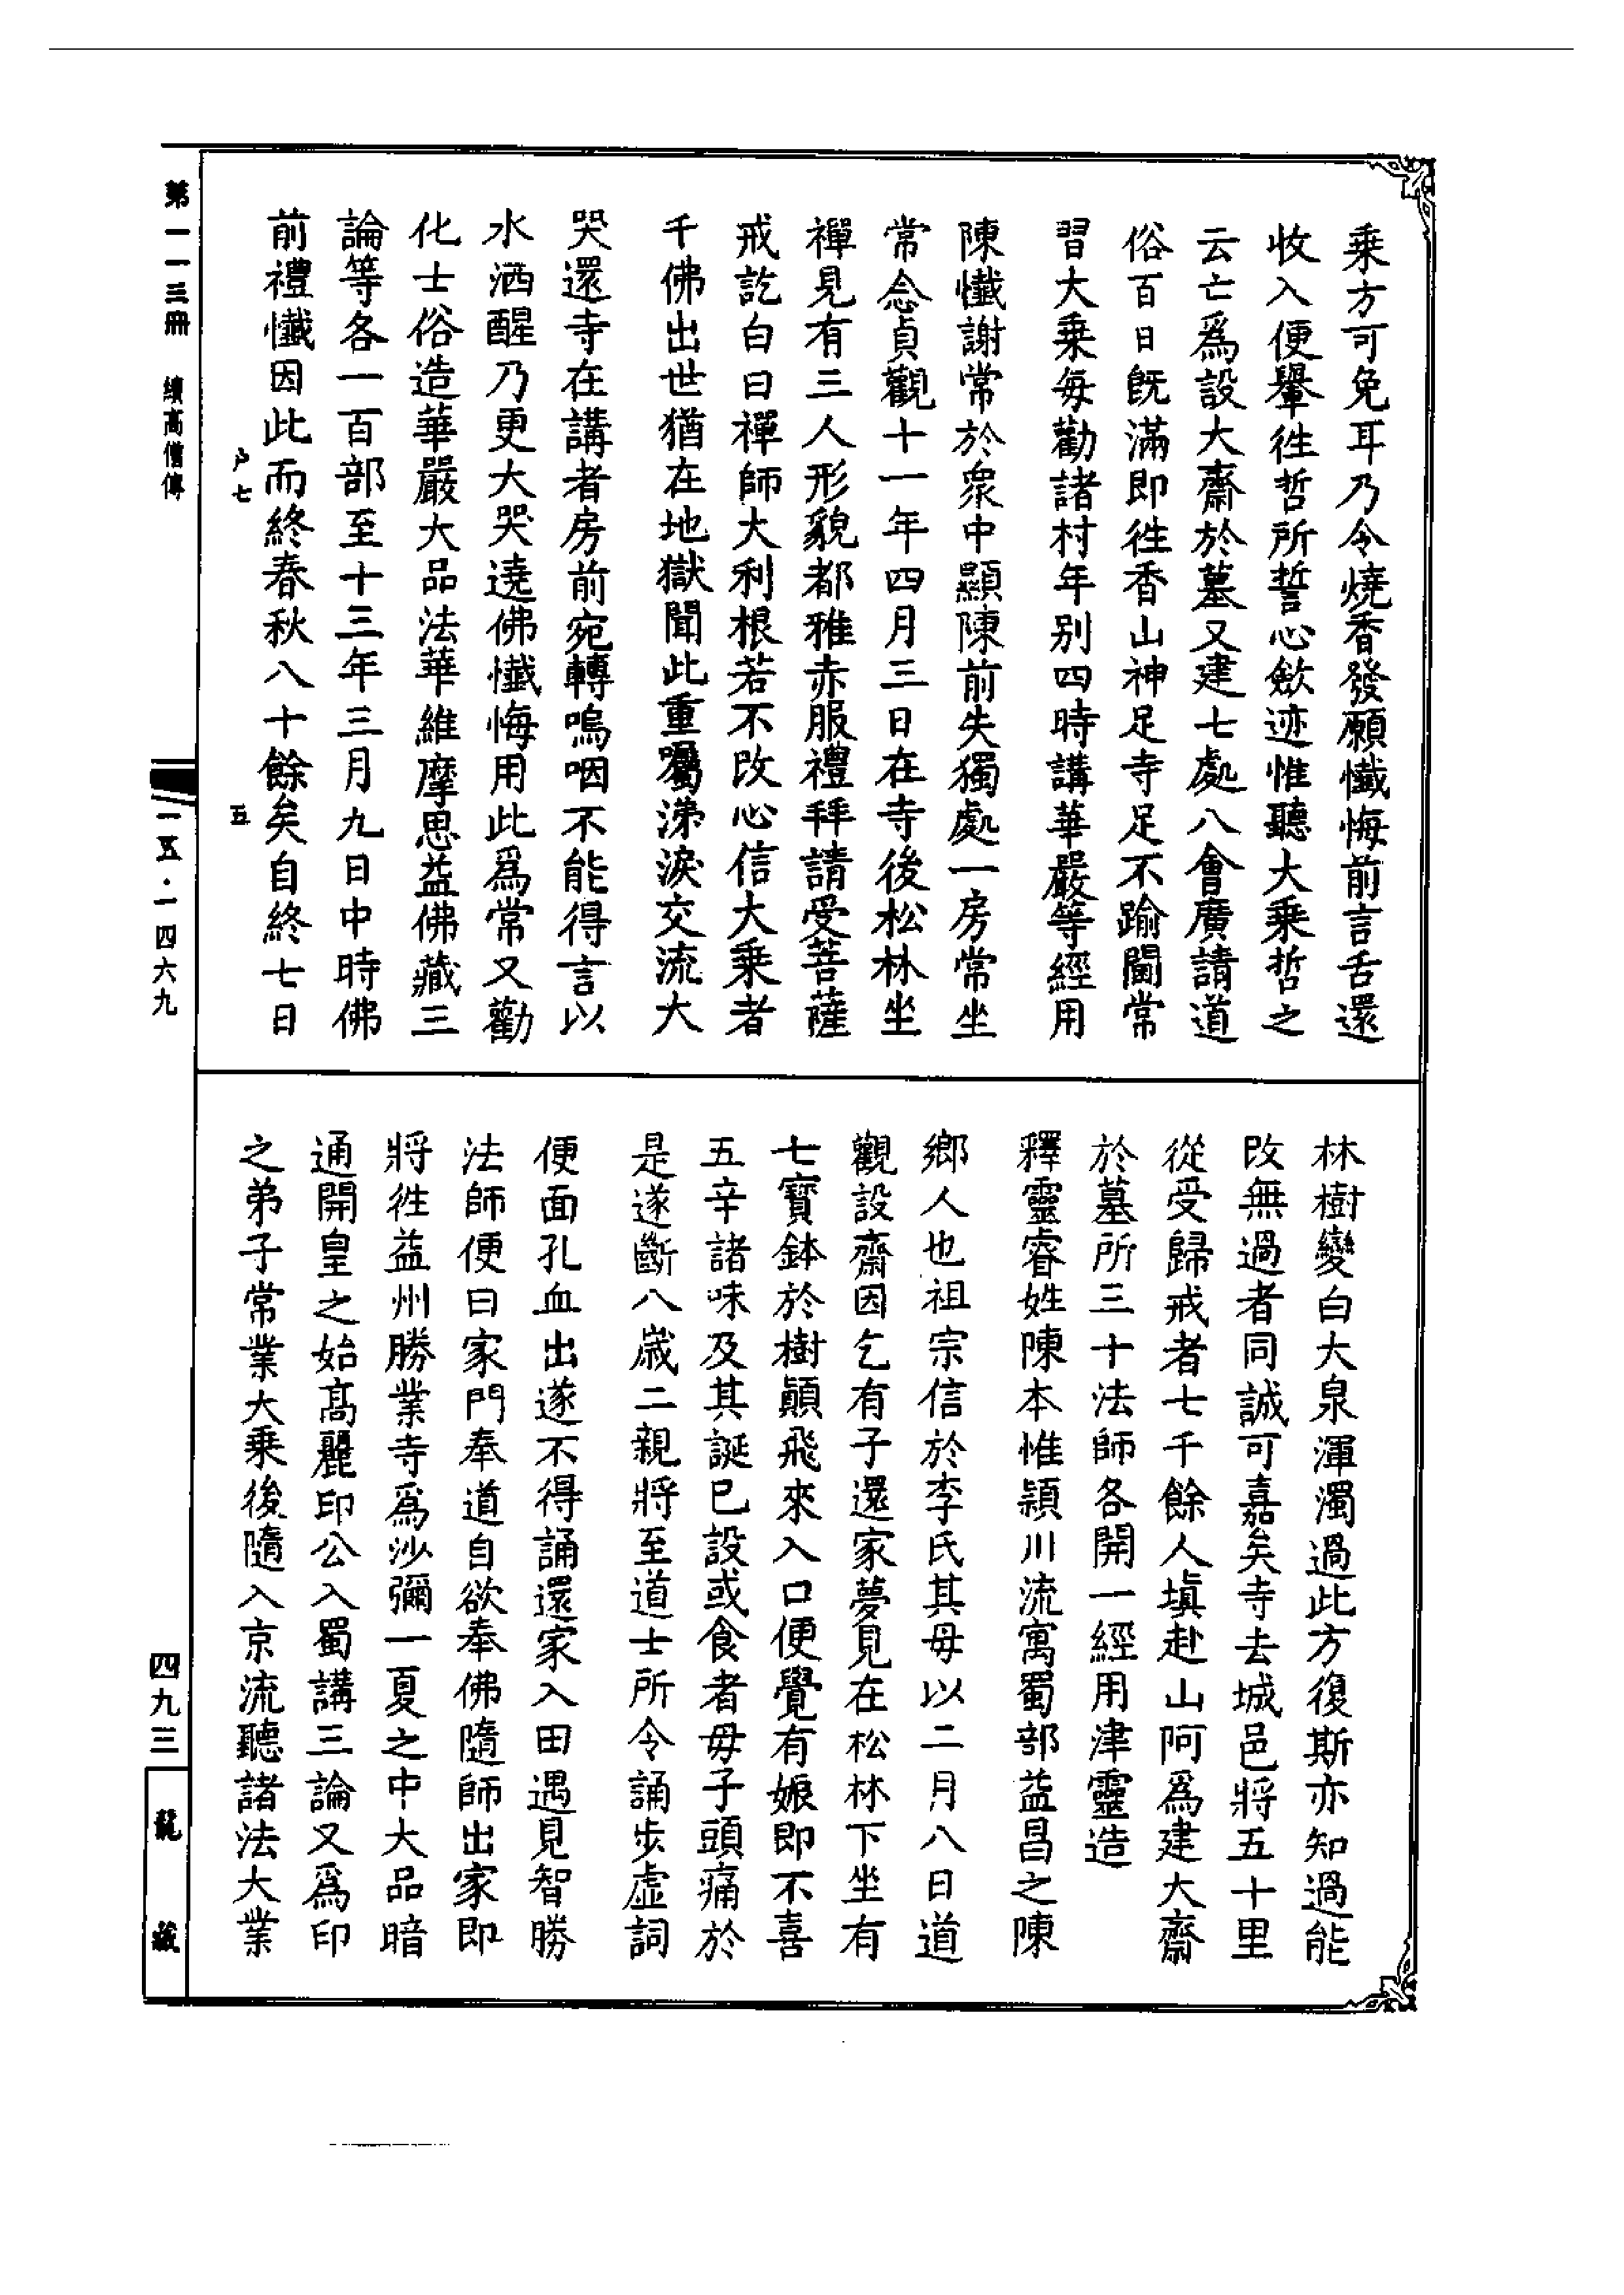 乘方可免耳乃令燒香發願懺悔前言舌還
收入便轝徃哲所誓心斂迹惟聽大乘哲之
云亡爲設大齋於墓又建七處八會廣請道
俗百日旣滿即徃香山神足寺足不踰閫常
習大乘每勸諸村年别四時講華嚴等經用
陳懺謝常於衆中顯陳前失獨處一房常坐
常念貞觀十一年四月三日在寺後松林坐
禪見有三人形貌都雅赤服禮拜請受菩薩
戒訖白曰禪師大利根若不改心信大乘者
千佛出世猶在地獄聞此重囑涕淚交流大
哭還寺在講者房前宛轉嗚咽不能得言以
水洒醒乃更大哭遶佛懺悔用此爲常又勸
化士俗造華嚴大品法華維摩思益佛藏三
論等各一百部至十三年三月九日中時佛
前禮懺因此而終春秋八十餘矣自終七日
户七
五
林樹變白大泉渾濁過此方復斯亦知過能
改無過者同誠可嘉矣寺去城邑將五十里
從受歸戒者七千餘人塡赴山阿爲建大齋
於墓所三十法師各開一經用津靈造
釋靈睿姓陳本惟潁川流寓蜀部益昌之陳
鄉人也祖宗信於李氏其母以二月八日道
觀設齋因乞有子還家夢見在松林下坐有
七寶鉢於樹顚飛來入口便覺有娠即不喜
五辛諸味及其誕已設或食者母子頭痛於
是遂斷八歲二親將至道士所令誦步虛詞
便面孔血出遂不得誦還家入田遇見智勝
法師便曰家門奉道自欲奉佛隨師出家即
將徃益州勝業寺爲沙彌一夏之中大品暗
通開皇之始高麗印公入蜀講三論又爲印
之弟子常業大乘後隨入京流聽諸法大業
第一一三冊 續高僧傳
一五·一四六九
四九三
龍藏